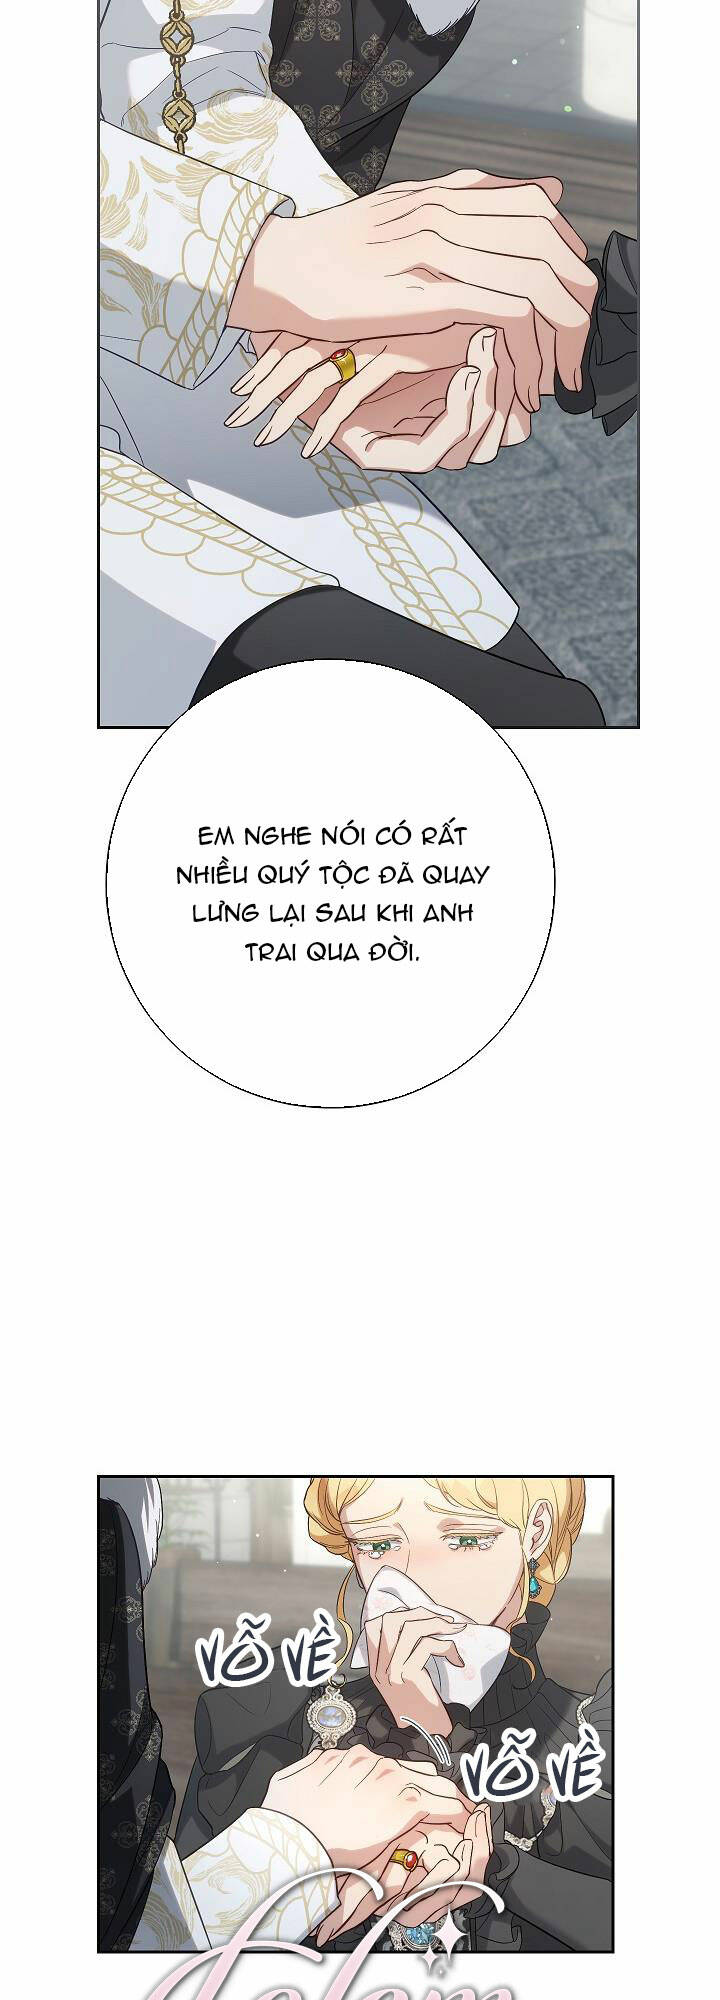 EM NGHE NÓI CÓ RẤT
NHIỀU QUÝ TỘC ĐÃ QUAY
LƯNG LẠI SAU KHI ANH
TRAI QUA ĐỜI.
VỖ VỀ
VỖ VỀ